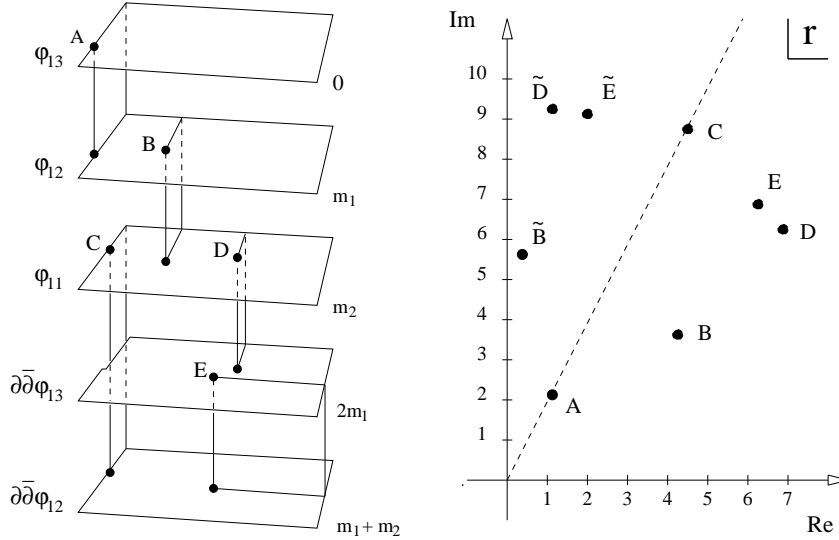 A
φ₁₃
0
B
φ₁₂
m₁
C
D
φ₁₁
m₂
E
∂∂̄φ₁₃
2m₁
∂∂̄φ₁₂
m₁ + m₂
Im
r
10
9
8
7
6
5
4
3
2
1
D̃
Ẽ
C
E
D
B̃
B
A
1 2 3 4 5 6 7
Re